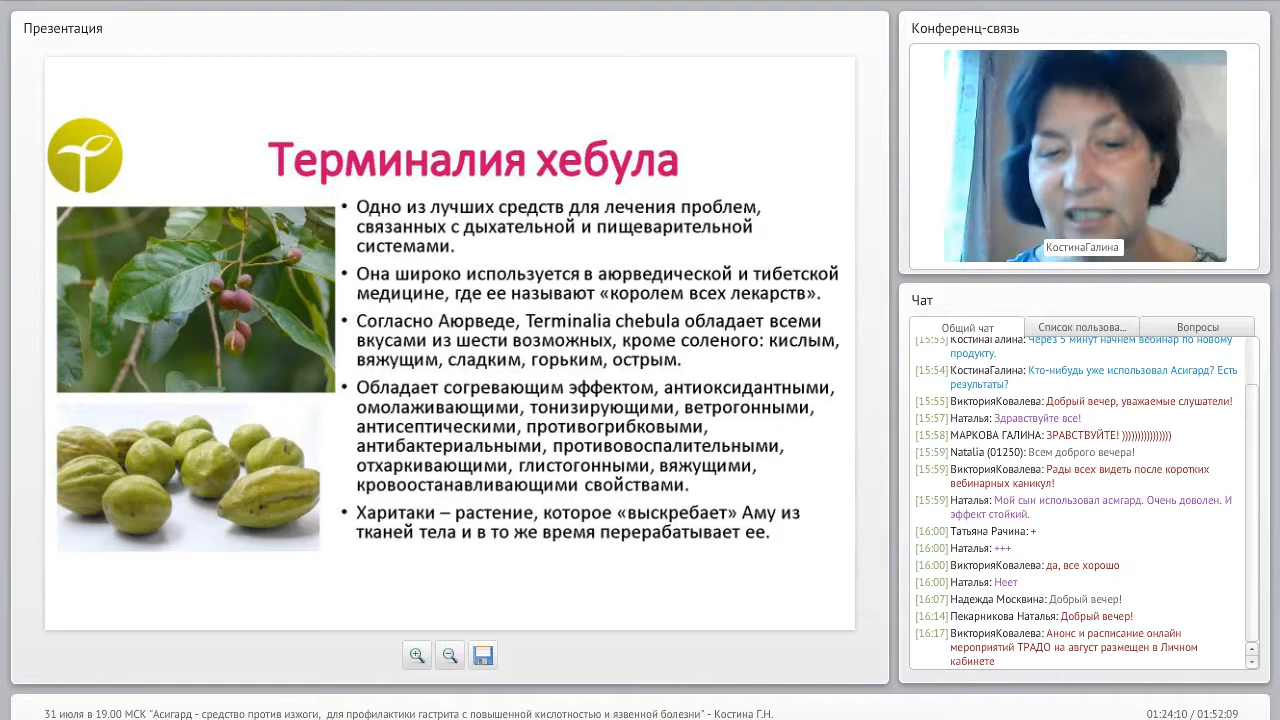 Презентация
Терминалия хебула
• Одно из лучших средств для лечения проблем,
связанных с дыхательной и пищеварительной
системами.
• Она широко используется в аюрведической и тибетской
медицине, где ее называют «королем всех лекарств».
• Согласно Аюрведе, Terminalia chebula обладает всеми
вкусами из шести возможных, кроме соленого: кислым,
вяжущим, сладким, горьким, острым.
• Обладает согревающим эффектом, антиоксидантными,
омолаживающими, тонизирующими, ветрогонными,
антисептическими, противогрибковыми,
антибактериальными, противовоспалительными,
отхаркивающими, глистогонными, вяжущими,
кровоостанавливающими свойствами.
• Харитаки – растение, которое «выскребает» Аму из
тканей тела и в то же время перерабатывает ее.
Конференц-связь
КостинаГалина
Чат
Общий чат
Список пользова...
Вопросы
[15:53] КостинаГалина: Через 5 минут начнем вебинар по новому
продукту.
[15:54] КостинаГалина: Кто-нибудь уже использовал Асигард? Есть
результаты?
[15:55] ВикторияКовалева: Добрый вечер, уважаемые слушатели!
[15:57] Наталья: Здравствуйте все!
[15:58] МАРКОВА ГАЛИНА: ЗРАВСТВУЙТЕ! )))))))))))))))))
[15:59] Natalia (01250): Всем доброго вечера!
[15:59] ВикторияКовалева: Рады всех видеть после коротких
вебинарных каникул!
[15:59] Наталья: Мой сын использовал асмгард. Очень доволен. И
эффект стойкий.
[16:00] Татьяна Рачина: +
[16:00] Наталья: +++
[16:00] ВикторияКовалева: да, все хорошо
[16:00] Наталья: Неет
[16:07] Надежда Москвина: Добрый вечер!
[16:14] Пекарникова Наталья: Добрый вечер!
[16:17] ВикторияКовалева: Анонс и расписание онлайн
мероприятий ТРАДО на август размещен в Личном
кабинете
31 июля в 19.00 МСК "Асигард - средство против изжоги, для профилактики гастрита с повышенной кислотностью и язвенной болезни" - Костина Г.Н.
01:24:10 / 01:52:09